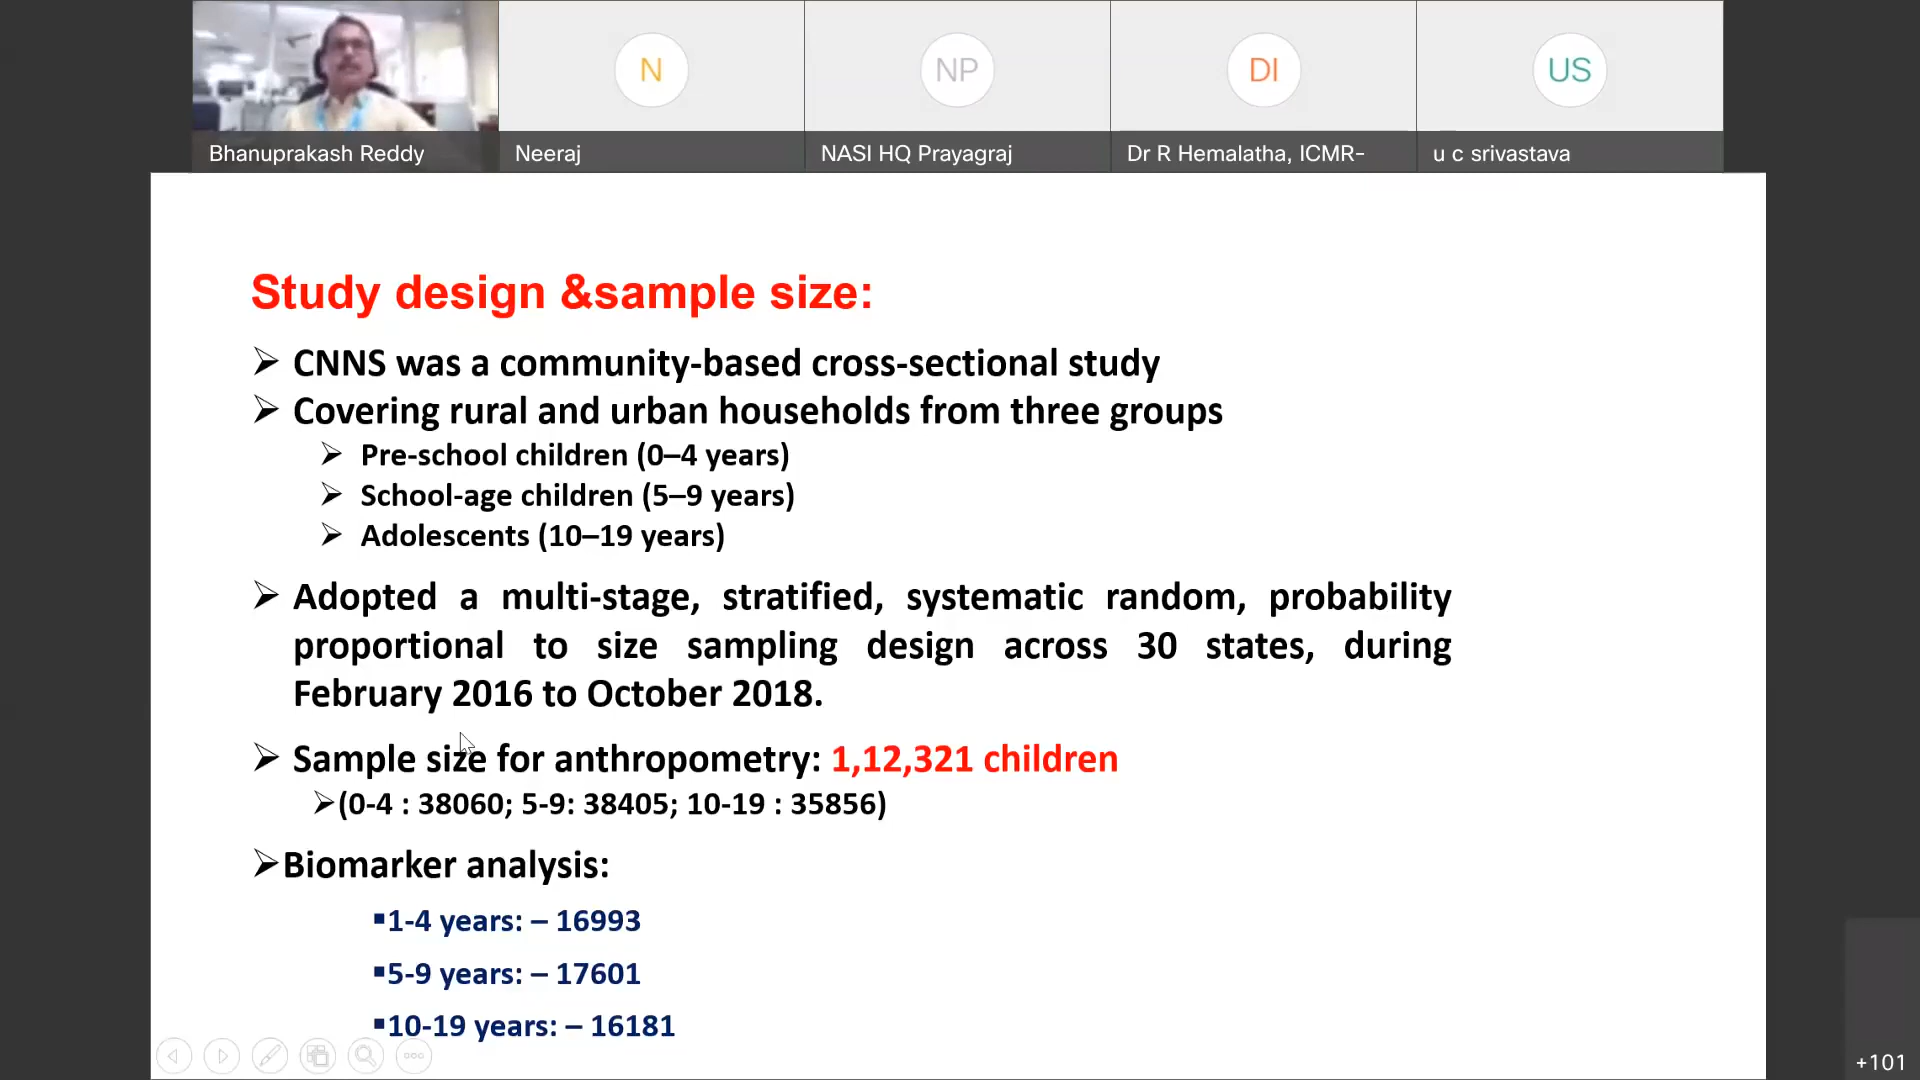 N
NP
DI
US
Bhanuprakash Reddy
Neeraj
NASI HQ Prayagraj
Dr R Hemalatha, ICMR-
u c srivastava
Study design &sample size:
CNNS was a community-based cross-sectional study
Covering rural and urban households from three groups
Pre-school children (0–4 years)
School-age children (5–9 years)
Adolescents (10–19 years)
Adopted a multi-stage, stratified, systematic random, probability
proportional to size sampling design across 30 states, during
February 2016 to October 2018.
Sample size for anthropometry: 1,12,321 children
(0-4 : 38060; 5-9: 38405; 10-19 : 35856)
Biomarker analysis:
1-4 years: – 16993
5-9 years: – 17601
10-19 years: – 16181
+101